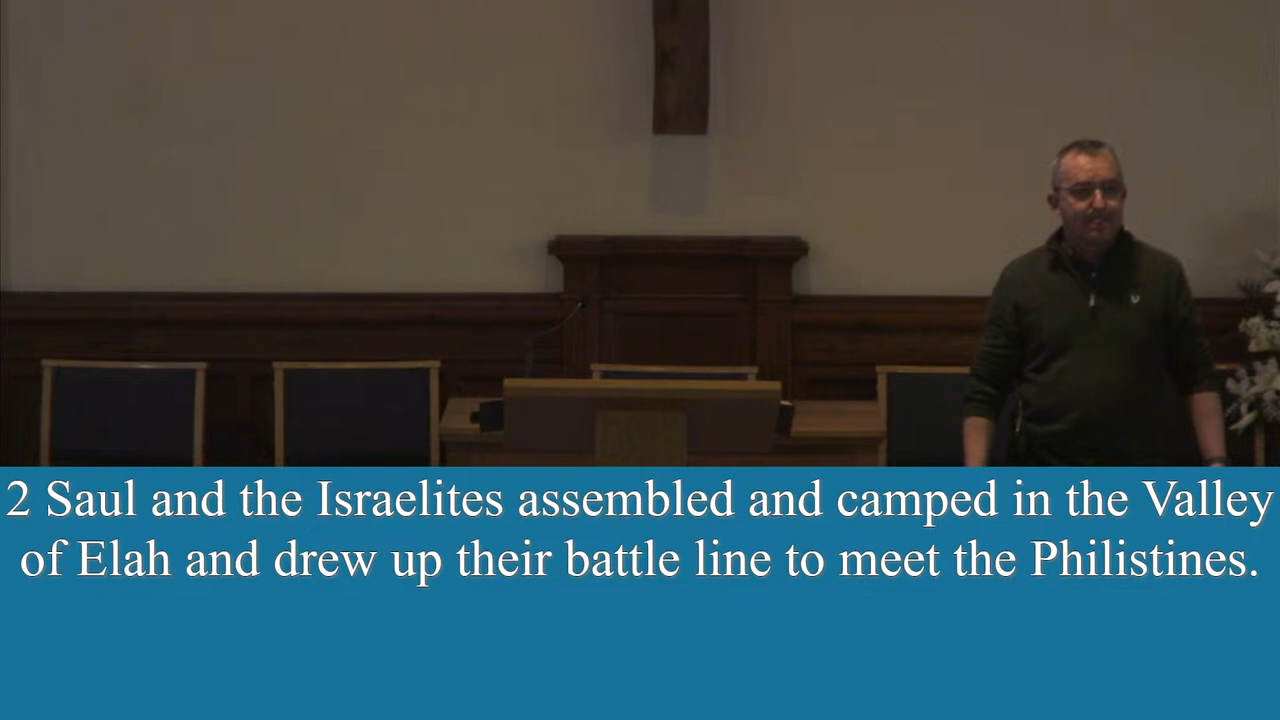 2 Saul and the Israelites assembled and camped in the Valley
of Elah and drew up their battle line to meet the Philistines.